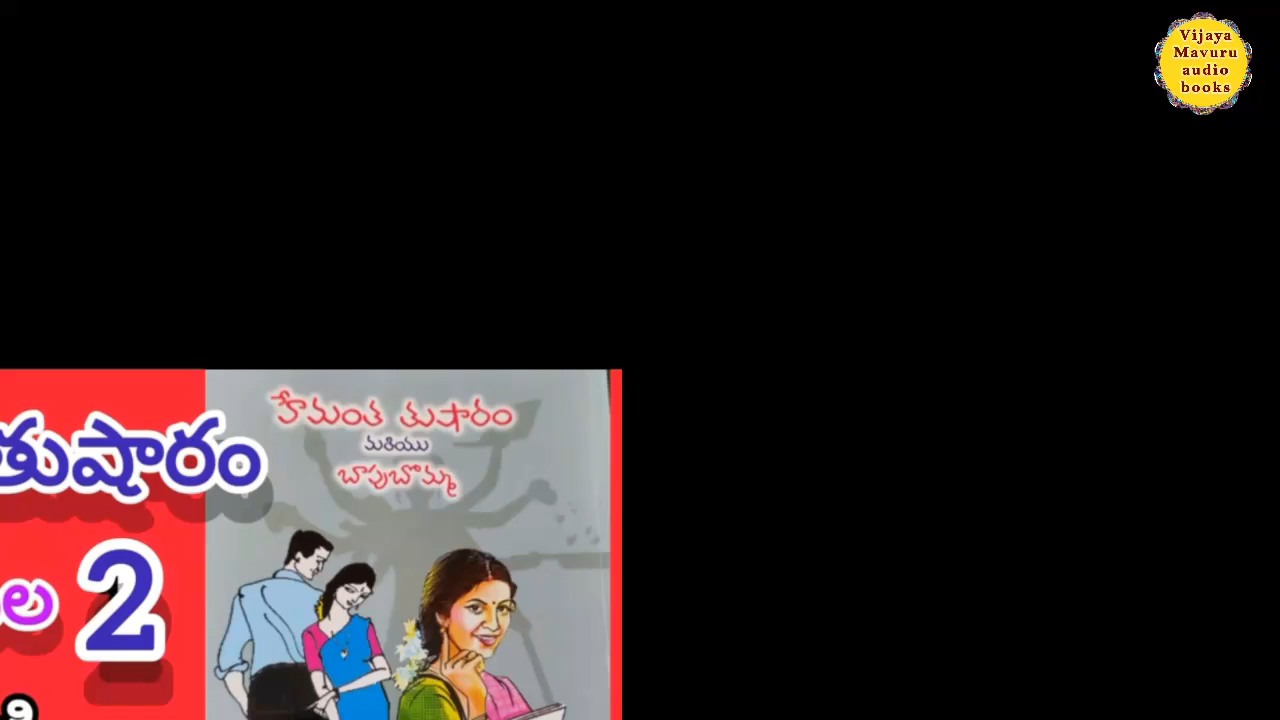 Vijaya
Mavuru
audio
books
తుషారం
2
హేమంత తుషారం
మరియు
బాపుబొమ్మ